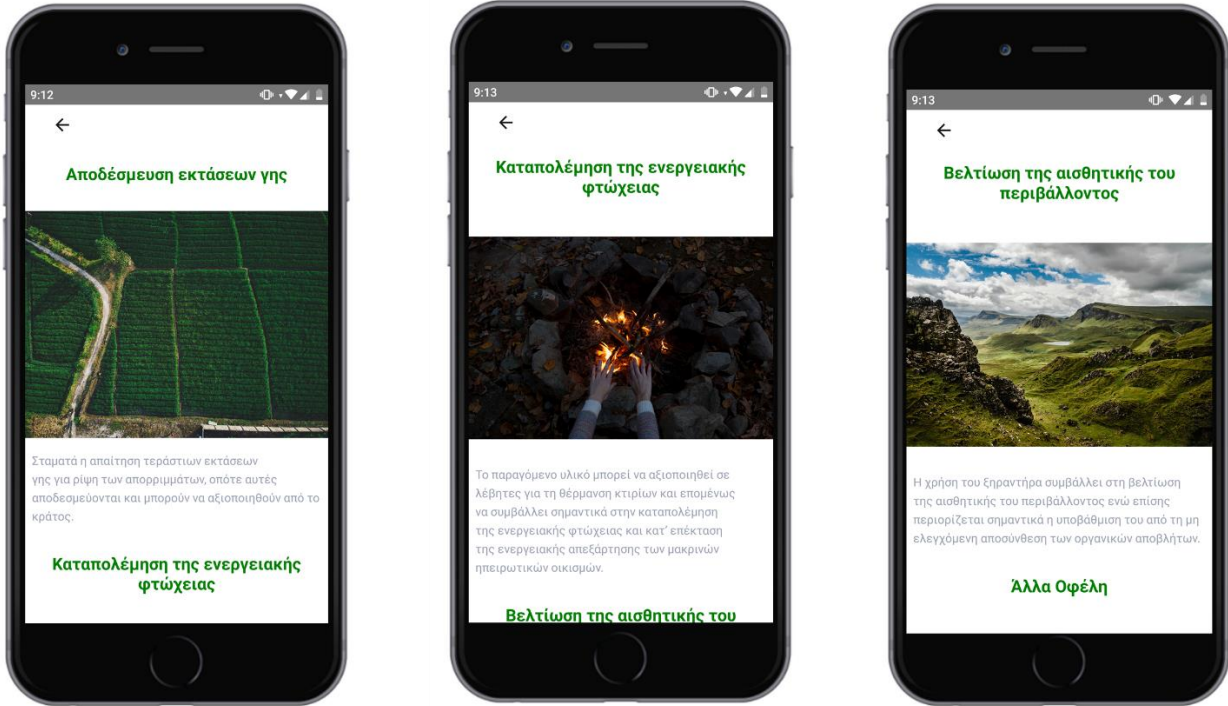 9:12
Αποδέσμευση εκτάσεων γης
Σταματά η απαίτηση τεράστιων εκτάσεων
γης για ρίψη των απορριμμάτων, οπότε αυτές
αποδεσμεύονται και μπορούν να αξιοποιηθούν από το
κράτος.
Καταπολέμηση της ενεργειακής
φτώχειας
9:13
Καταπολέμηση της ενεργειακής
φτώχειας
Το παραγόμενο υλικό μπορεί να αξιοποιηθεί σε
λέβητες για τη θέρμανση κτιρίων και επομένως
να συμβάλλει σημαντικά στην καταπολέμηση
της ενεργειακής φτώχειας και κατ' επέκταση
της ενεργειακής απεξάρτησης των μακρινών
ηπειρωτικών οικισμών.
Βελτίωση της αισθητικής του
9:13
Βελτίωση της αισθητικής του
περιβάλλοντος
Η χρήση του ξηραντήρα συμβάλλει στη βελτίωση
της αισθητικής του περιβάλλοντος ενώ επίσης
περιορίζεται σημαντικά η υποβάθμιση του από τη μη
ελεγχόμενη αποσύνθεση των οργανικών αποβλήτων.
Άλλα Οφέλη